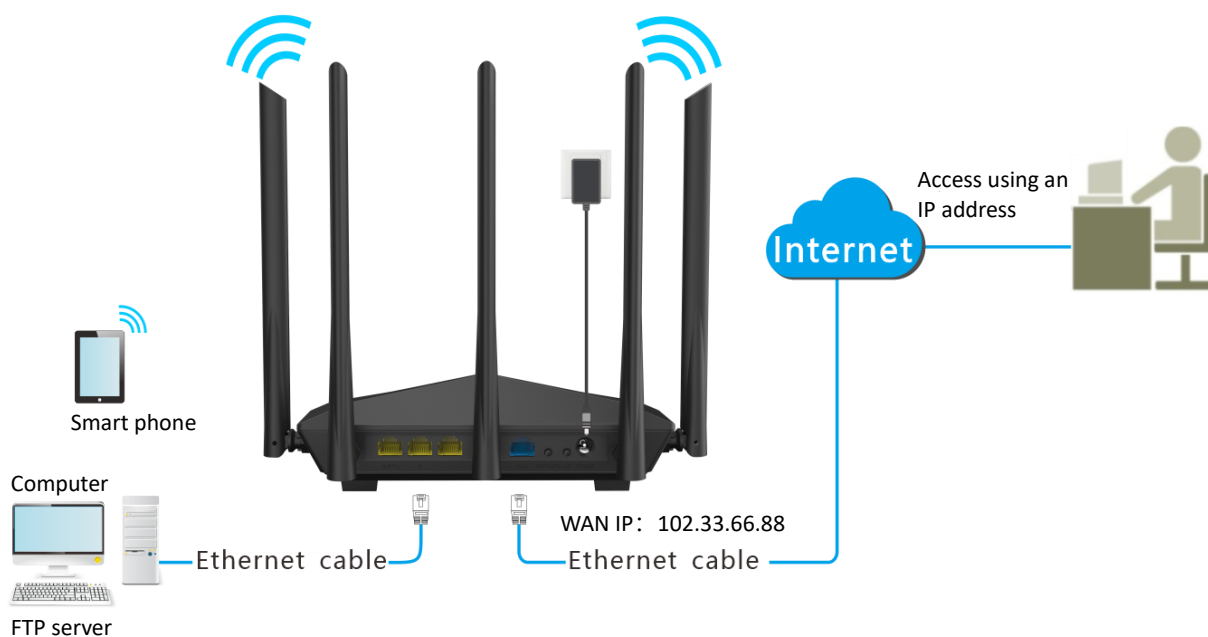 Access using an
IP address
Internet
Smart phone
Computer
WAN IP： 102.33.66.88
Ethernet cable
Ethernet cable
FTP server